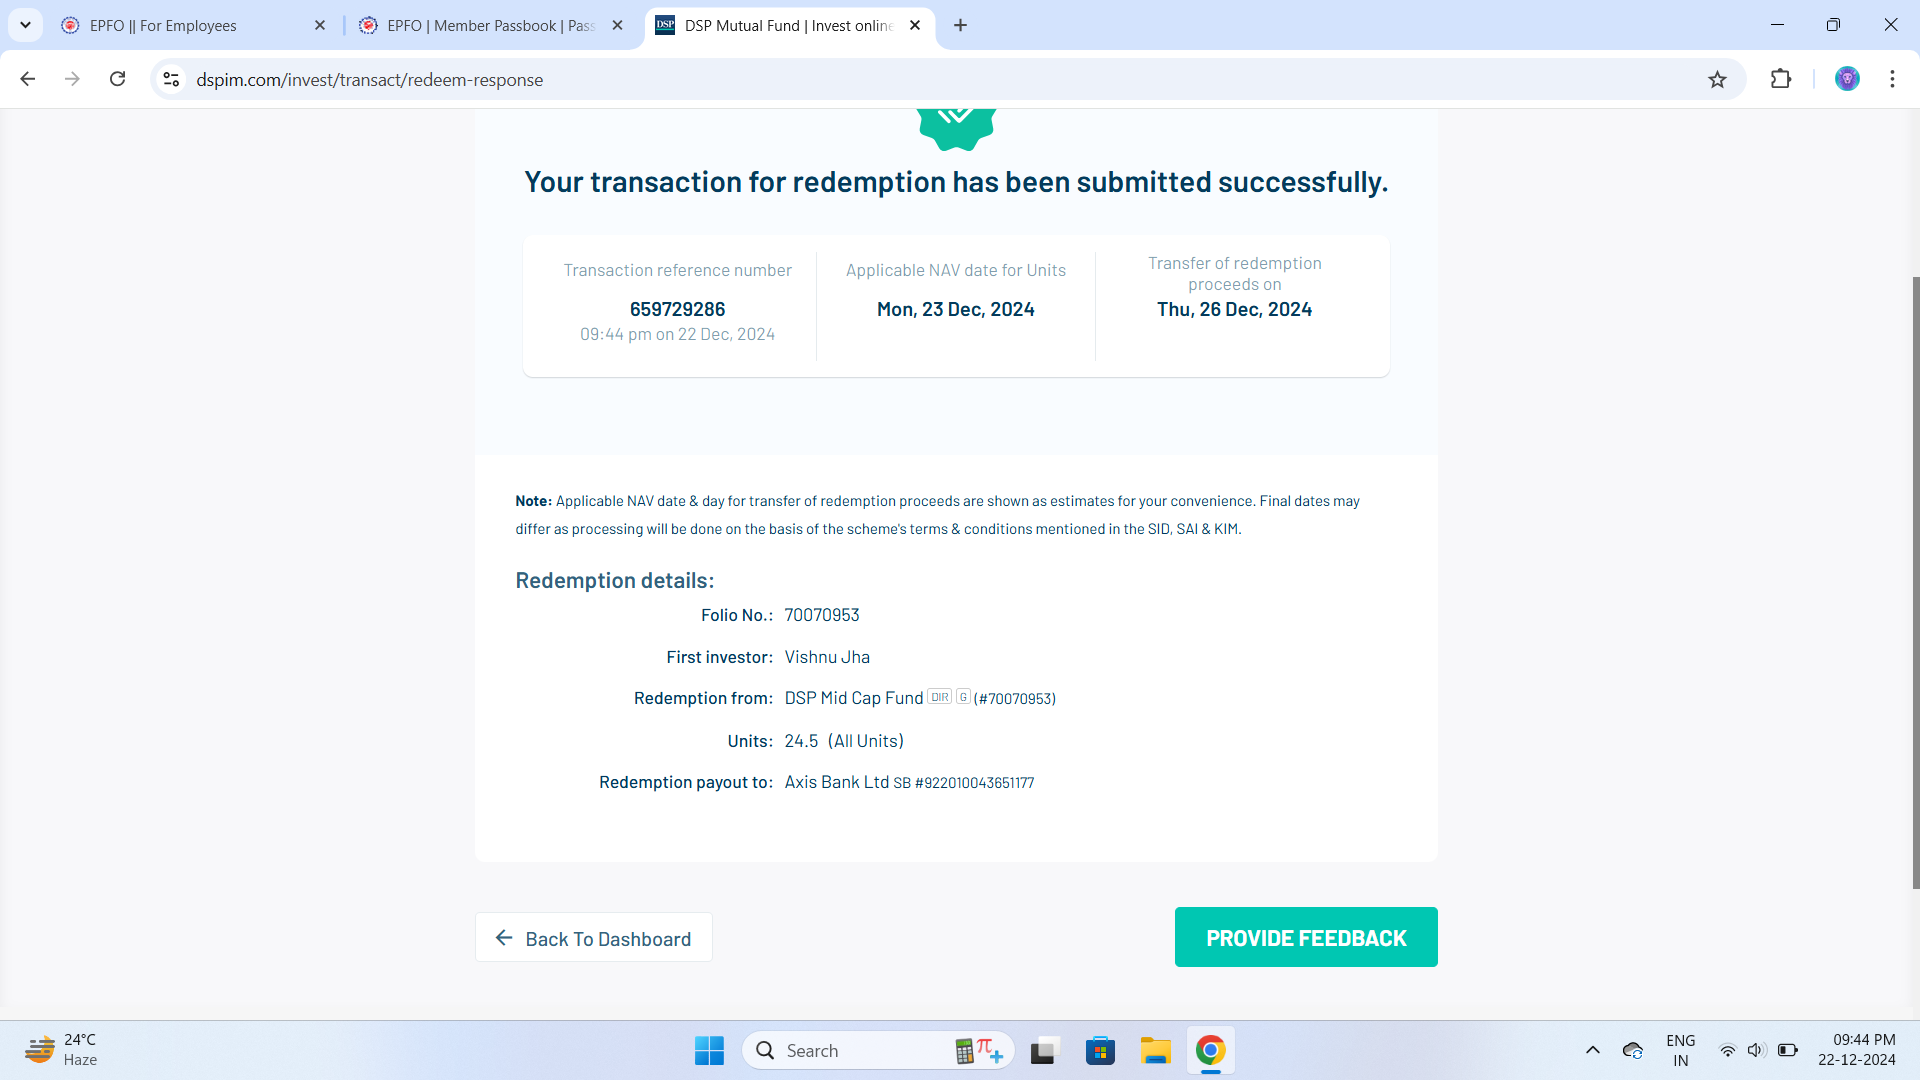 EPFO || For Employees
EPFO | Member Passbook | Pass
DSP
DSP Mutual Fund | Invest online
dspim.com/invest/transact/redeem-response
Your transaction for redemption has been submitted successfully.
Transaction reference number
659729286
09:44 pm on 22 Dec, 2024
Applicable NAV date for Units
Mon, 23 Dec, 2024
Transfer of redemption
proceeds on
Thu, 26 Dec, 2024
Note: Applicable NAV date & day for transfer of redemption proceeds are shown as estimates for your convenience. Final dates may
differ as processing will be done on the basis of the scheme's terms & conditions mentioned in the SID, SAI & KIM.
Redemption details:
Folio No.: 70070953
First investor: Vishnu Jha
Redemption from: DSP Mid Cap Fund DIR G (#70070953)
Units: 24.5 (All Units)
Redemption payout to: Axis Bank Ltd SB #922010043651177
Back To Dashboard
PROVIDE FEEDBACK
24°C
Haze
Search
ENG
IN
09:44 PM
22-12-2024